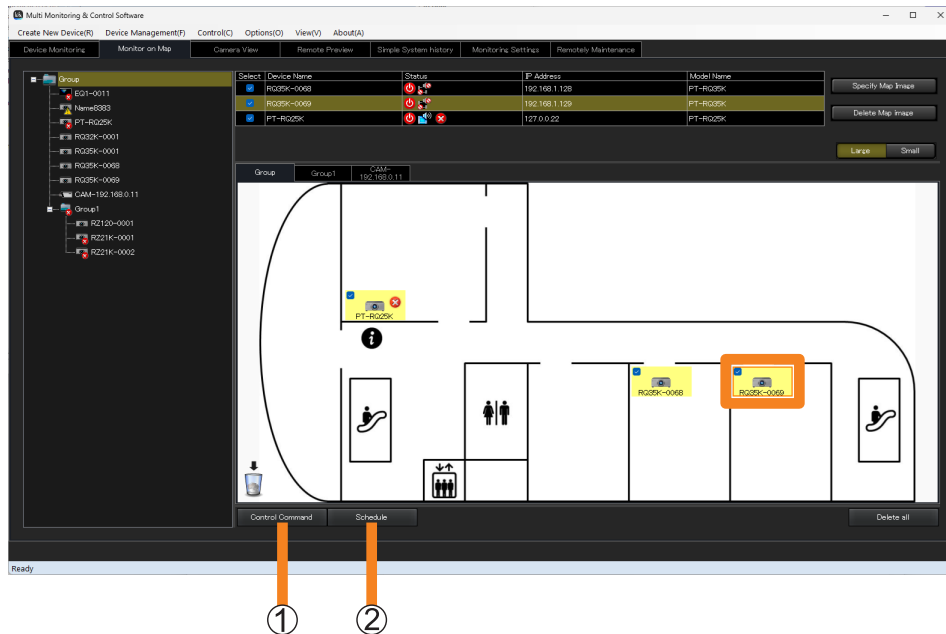 Multi Monitoring & Control Software
Create New Device(R) Device Management(F) Control(C) Options(O) View(V) About(A)
Device Monitoring Monitor on Map Camera View Remote Preview Simple System history Monitoring Settings Remotely Maintenance
Group
EQ1-0011
Name8383
PT-RQ25K
RQ32K-0001
RQ35K-0001
RQ35K-0068
RQ35K-0069
CAM-192.168.0.11
Group1
RZ120-0001
RZ21K-0001
RZ21K-0002
Select Device Name Status IP Address Model Name
RQ35K-0068 192.168.1.128 PT-RQ35K
RQ35K-0069 192.168.1.129 PT-RQ35K
PT-RQ25K 127.0.0.22 PT-RQ25K
Specify Map Image
Delete Map image
Large Small
Group Group1 CAM-
192.168.0.11
PT-RQ25K
i
RQ35K-0068
RQ35K-0069
Control Command Schedule Delete all
Ready
① ②